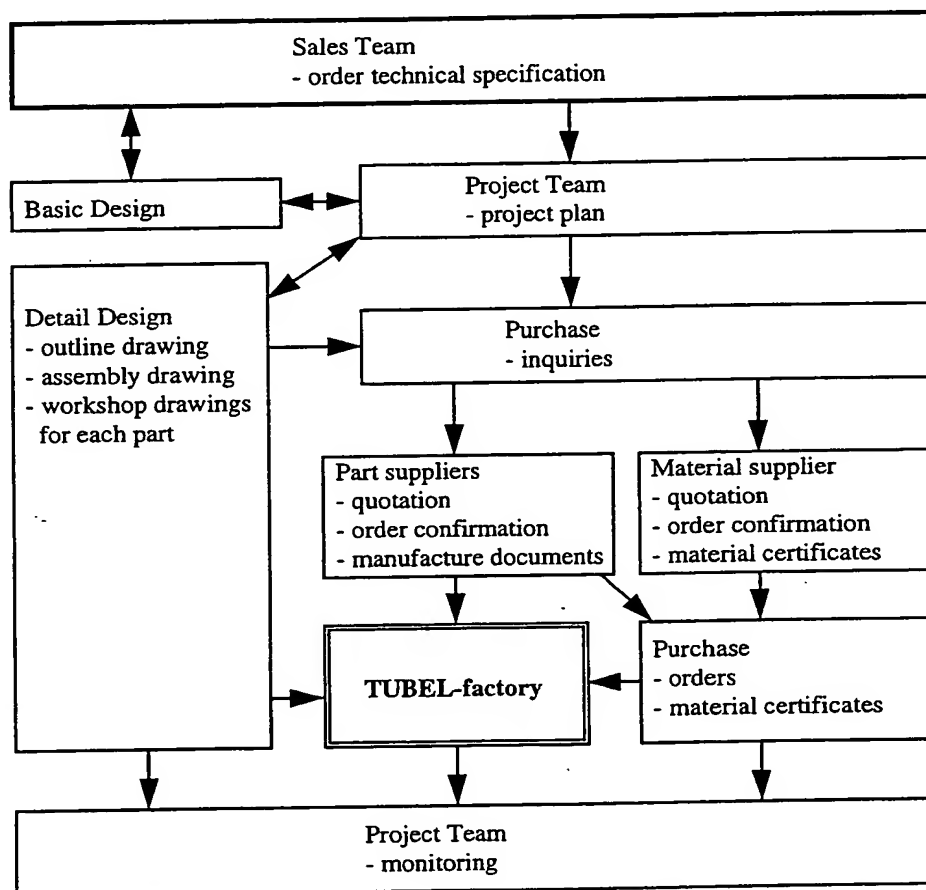 Sales Team
- order technical specification
Basic Design
Project Team
- project plan
Detail Design
- outline drawing
- assembly drawing
- workshop drawings
for each part
Purchase
- inquiries
Part suppliers
- quotation
- order confirmation
- manufacture documents
Material supplier
- quotation
- order confirmation
- material certificates
TUBEL-factory
Purchase
- orders
- material certificates
Project Team
- monitoring